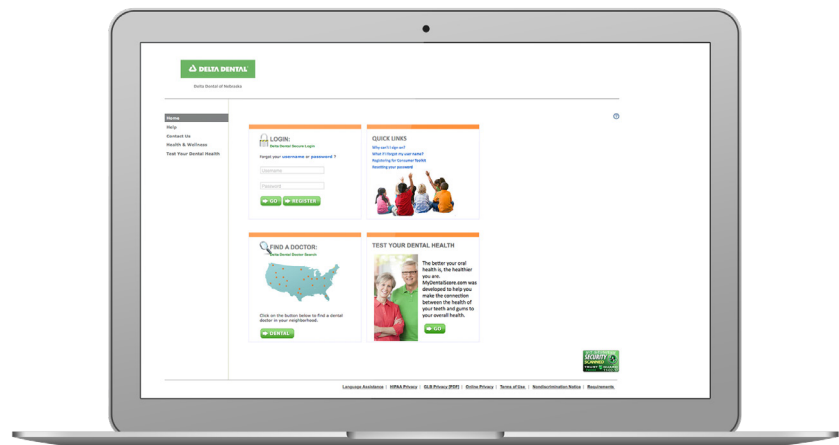 DELTA DENTAL
Delta Dental of Nebraska
Home
Help
Contact Us
Health & Wellness
Test Your Dental Health
LOGIN:
Delta Dental Secure Login
Forgot your username or password ?
Username
Password
GO
REGISTER
QUICK LINKS
Why can't I sign on?
What if I forgot my user name?
Registering for Consumer Toolkit
Resetting your password
FIND A DOCTOR:
Delta Dental Doctor Search
Click on the button below to find a dental
doctor in your neighborhood.
DENTAL
TEST YOUR DENTAL HEALTH
The better your oral
health is, the healthier
you are.
MyDentalScore.com was
developed to help you
make the connection
between the health of
your teeth and gums to
your overall health.
GO
SECURITY
SCANNED
TRUST GUARD
Language Assistance | HIPAA Privacy | GLB Privacy (PDF) | Online Privacy | Terms of Use | Nondiscrimination Notice | Requirements